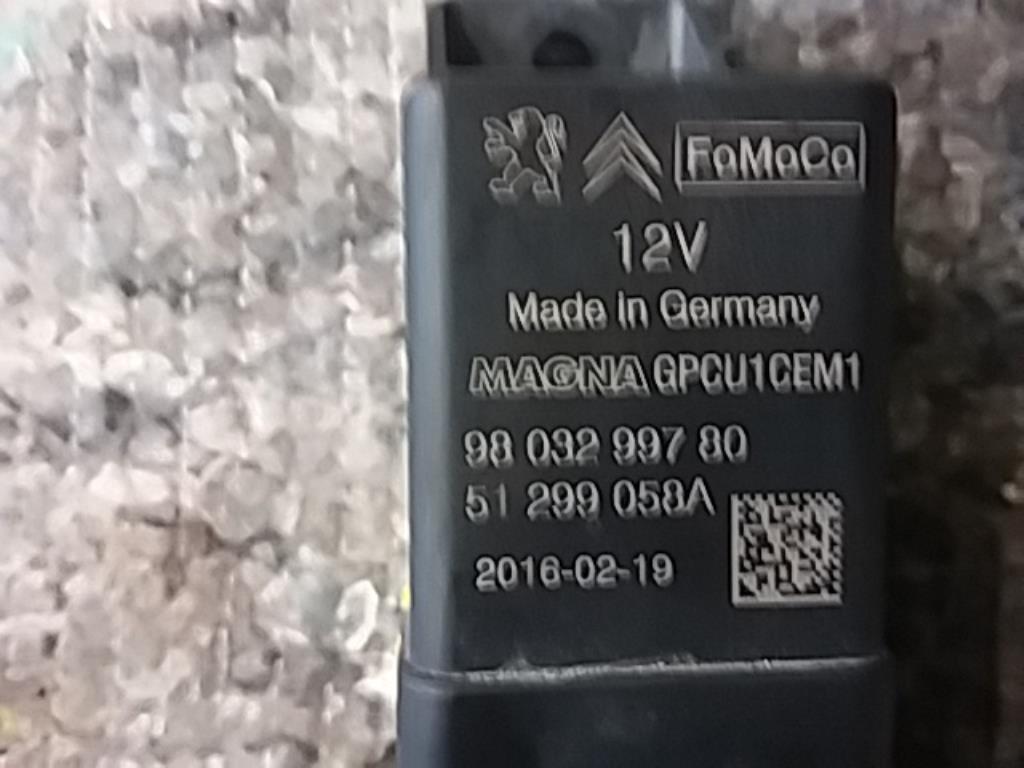 FoMoCo
12V
Made in Germany
MAGNA GPCU1CEM1
98 032 997 80
51 299 058A
2016-02-19